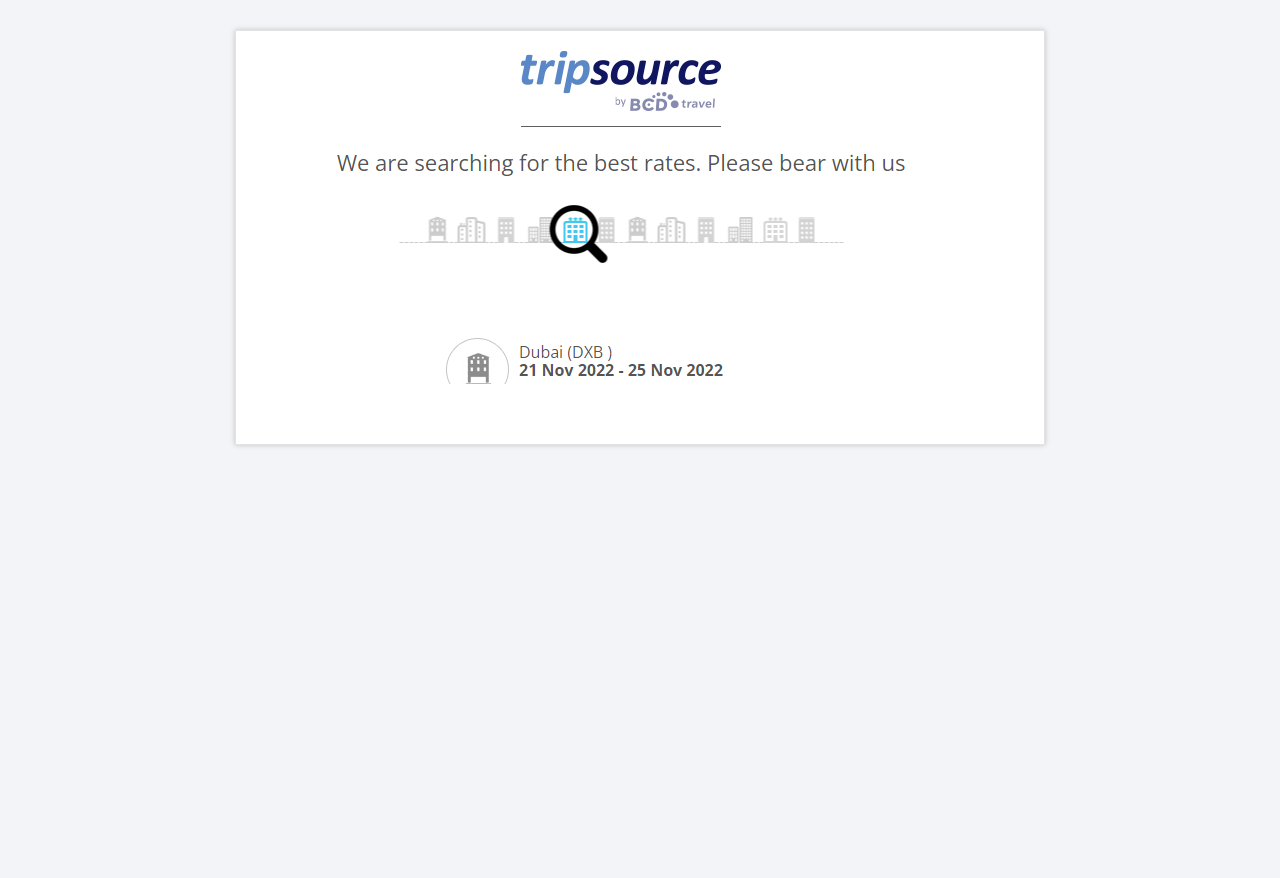 tripsource
by BCD travel
We are searching for the best rates. Please bear with us
Dubai (DXB )
21 Nov 2022 - 25 Nov 2022